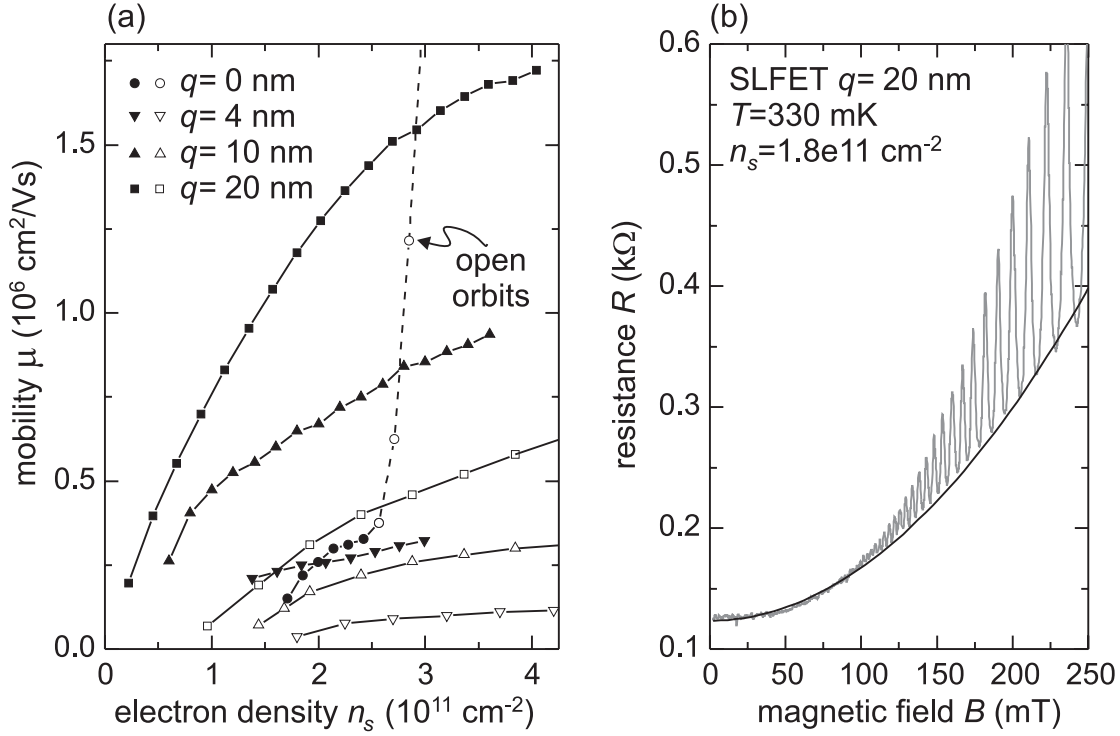 (a)
q= 0 nm
q= 4 nm
q= 10 nm
q= 20 nm
open
orbits
1.5
1.0
0.5
0.0
0 1 2 3 4
mobility μ (10⁶ cm²/Vs)
electron density nₛ (10¹¹ cm⁻²)
(b)
SLFET q= 20 nm
T=330 mK
nₛ=1.8e11 cm⁻²
0.6
0.5
0.4
0.3
0.2
0.1
0 50 100 150 200 250
resistance R (kΩ)
magnetic field B (mT)